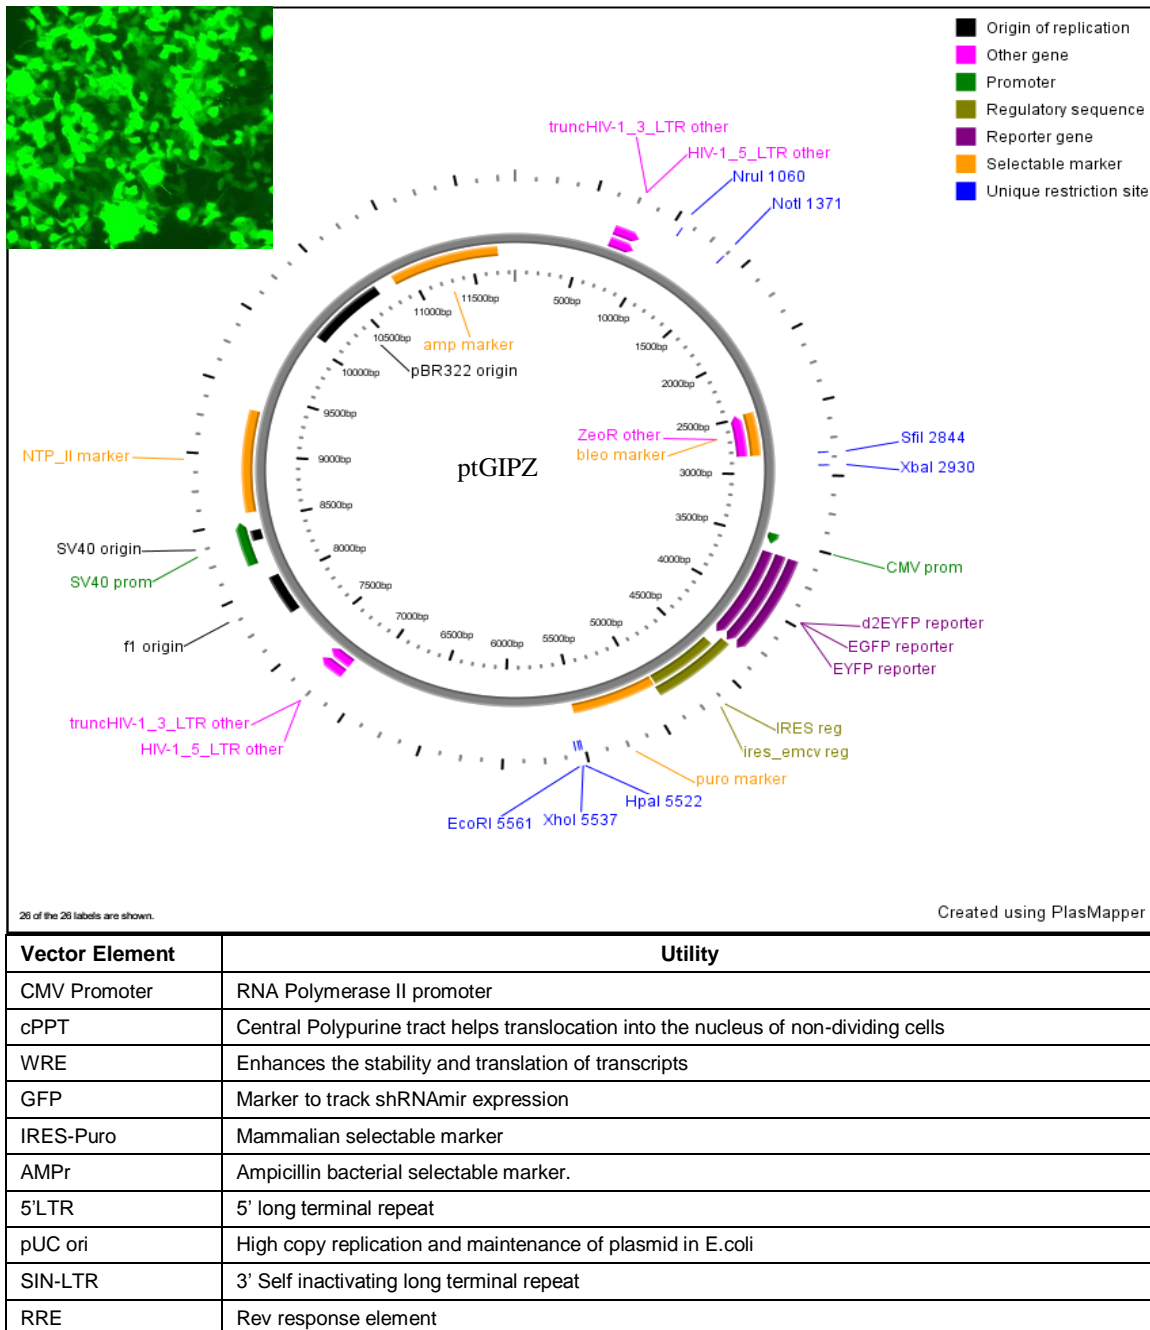 Origin of replication
Other gene
Promoter
Regulatory sequence
Reporter gene
Selectable marker
Unique restriction site
truncHIV-1_3_LTR other
HIV-1_5_LTR other
NruI 1060
NotI 1371
11500bp
500bp
11000bp
1000bp
10500bp
1500bp
amp marker
pBR322 origin
10000bp
2000bp
9500bp
2500bp
ZeoR other
bleo marker
SfiI 2844
XbaI 2930
NTP_II marker
9000bp
ptGIPZ
3000bp
8500bp
3500bp
SV40 origin
SV40 prom
8000bp
4000bp
CMV prom
7500bp
4500bp
d2EYFP reporter
EGFP reporter
EYFP reporter
f1 origin
7000bp
5000bp
6500bp
6000bp
5500bp
truncHIV-1_3_LTR other
HIV-1_5_LTR other
IRES reg
ires_emcv reg
puro marker
HpaI 5522
XhoI 5537
EcoRI 5561
26 of the 26 labels are shown.
Created using PlasMapper
Vector Element Utility
CMV Promoter RNA Polymerase II promoter
cPPT Central Polypurine tract helps translocation into the nucleus of non-dividing cells
WRE Enhances the stability and translation of transcripts
GFP Marker to track shRNAmir expression
IRES-Puro Mammalian selectable marker
AMPr Ampicillin bacterial selectable marker.
5'LTR 5' long terminal repeat
pUC ori High copy replication and maintenance of plasmid in E.coli
SIN-LTR 3' Self inactivating long terminal repeat
RRE Rev response element